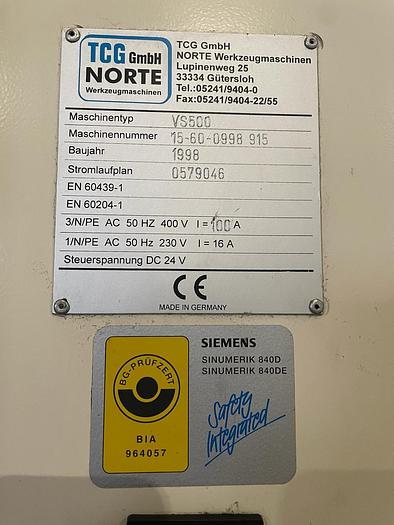 TCG GmbH
NORTE
Werkzeugmaschinen
TCG GmbH
NORTE Werkzeugmaschinen
Lupinenweg 25
33334 Gütersloh
Tel.:05241/9404-0
Fax:05241/9404-22/55
Maschinentyp VS500
Maschinennummer 15-60-0998 915
Baujahr 1998
Stromlaufplan 0579046
EN 60439-1
EN 60204-1
3/N/PE AC 50 HZ 400 V I = 100 A
1/N/PE AC 50 Hz 230 V I = 16 A
Steuerspannung DC 24 V
CE
MADE IN GERMANY
BG-PRÜFZERT
BIA
964057
SIEMENS
SINUMERIK 840D
SINUMERIK 840DE
Safety
Integrated